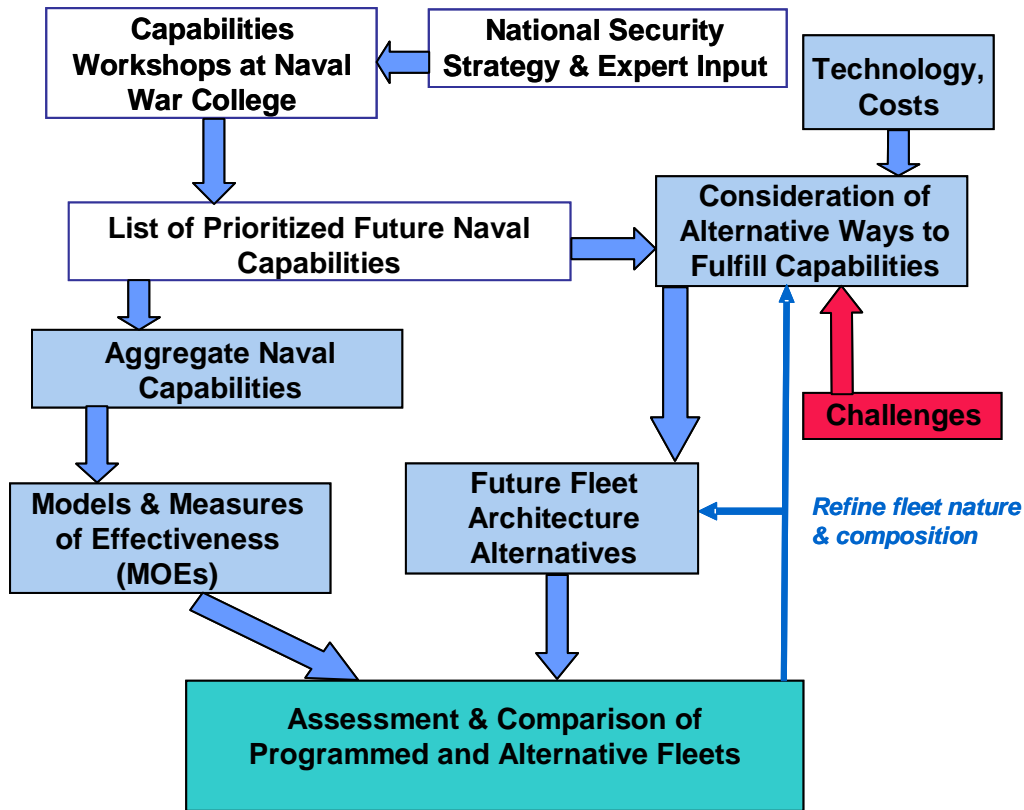 Capabilities
Workshops at Naval
War College
National Security
Strategy & Expert Input
Technology,
Costs
List of Prioritized Future Naval
Capabilities
Consideration of
Alternative Ways to
Fulfill Capabilities
Aggregate Naval
Capabilities
Challenges
Models & Measures
of Effectiveness
(MOEs)
Future Fleet
Architecture
Alternatives
Refine fleet nature
& composition
Assessment & Comparison of
Programmed and Alternative Fleets